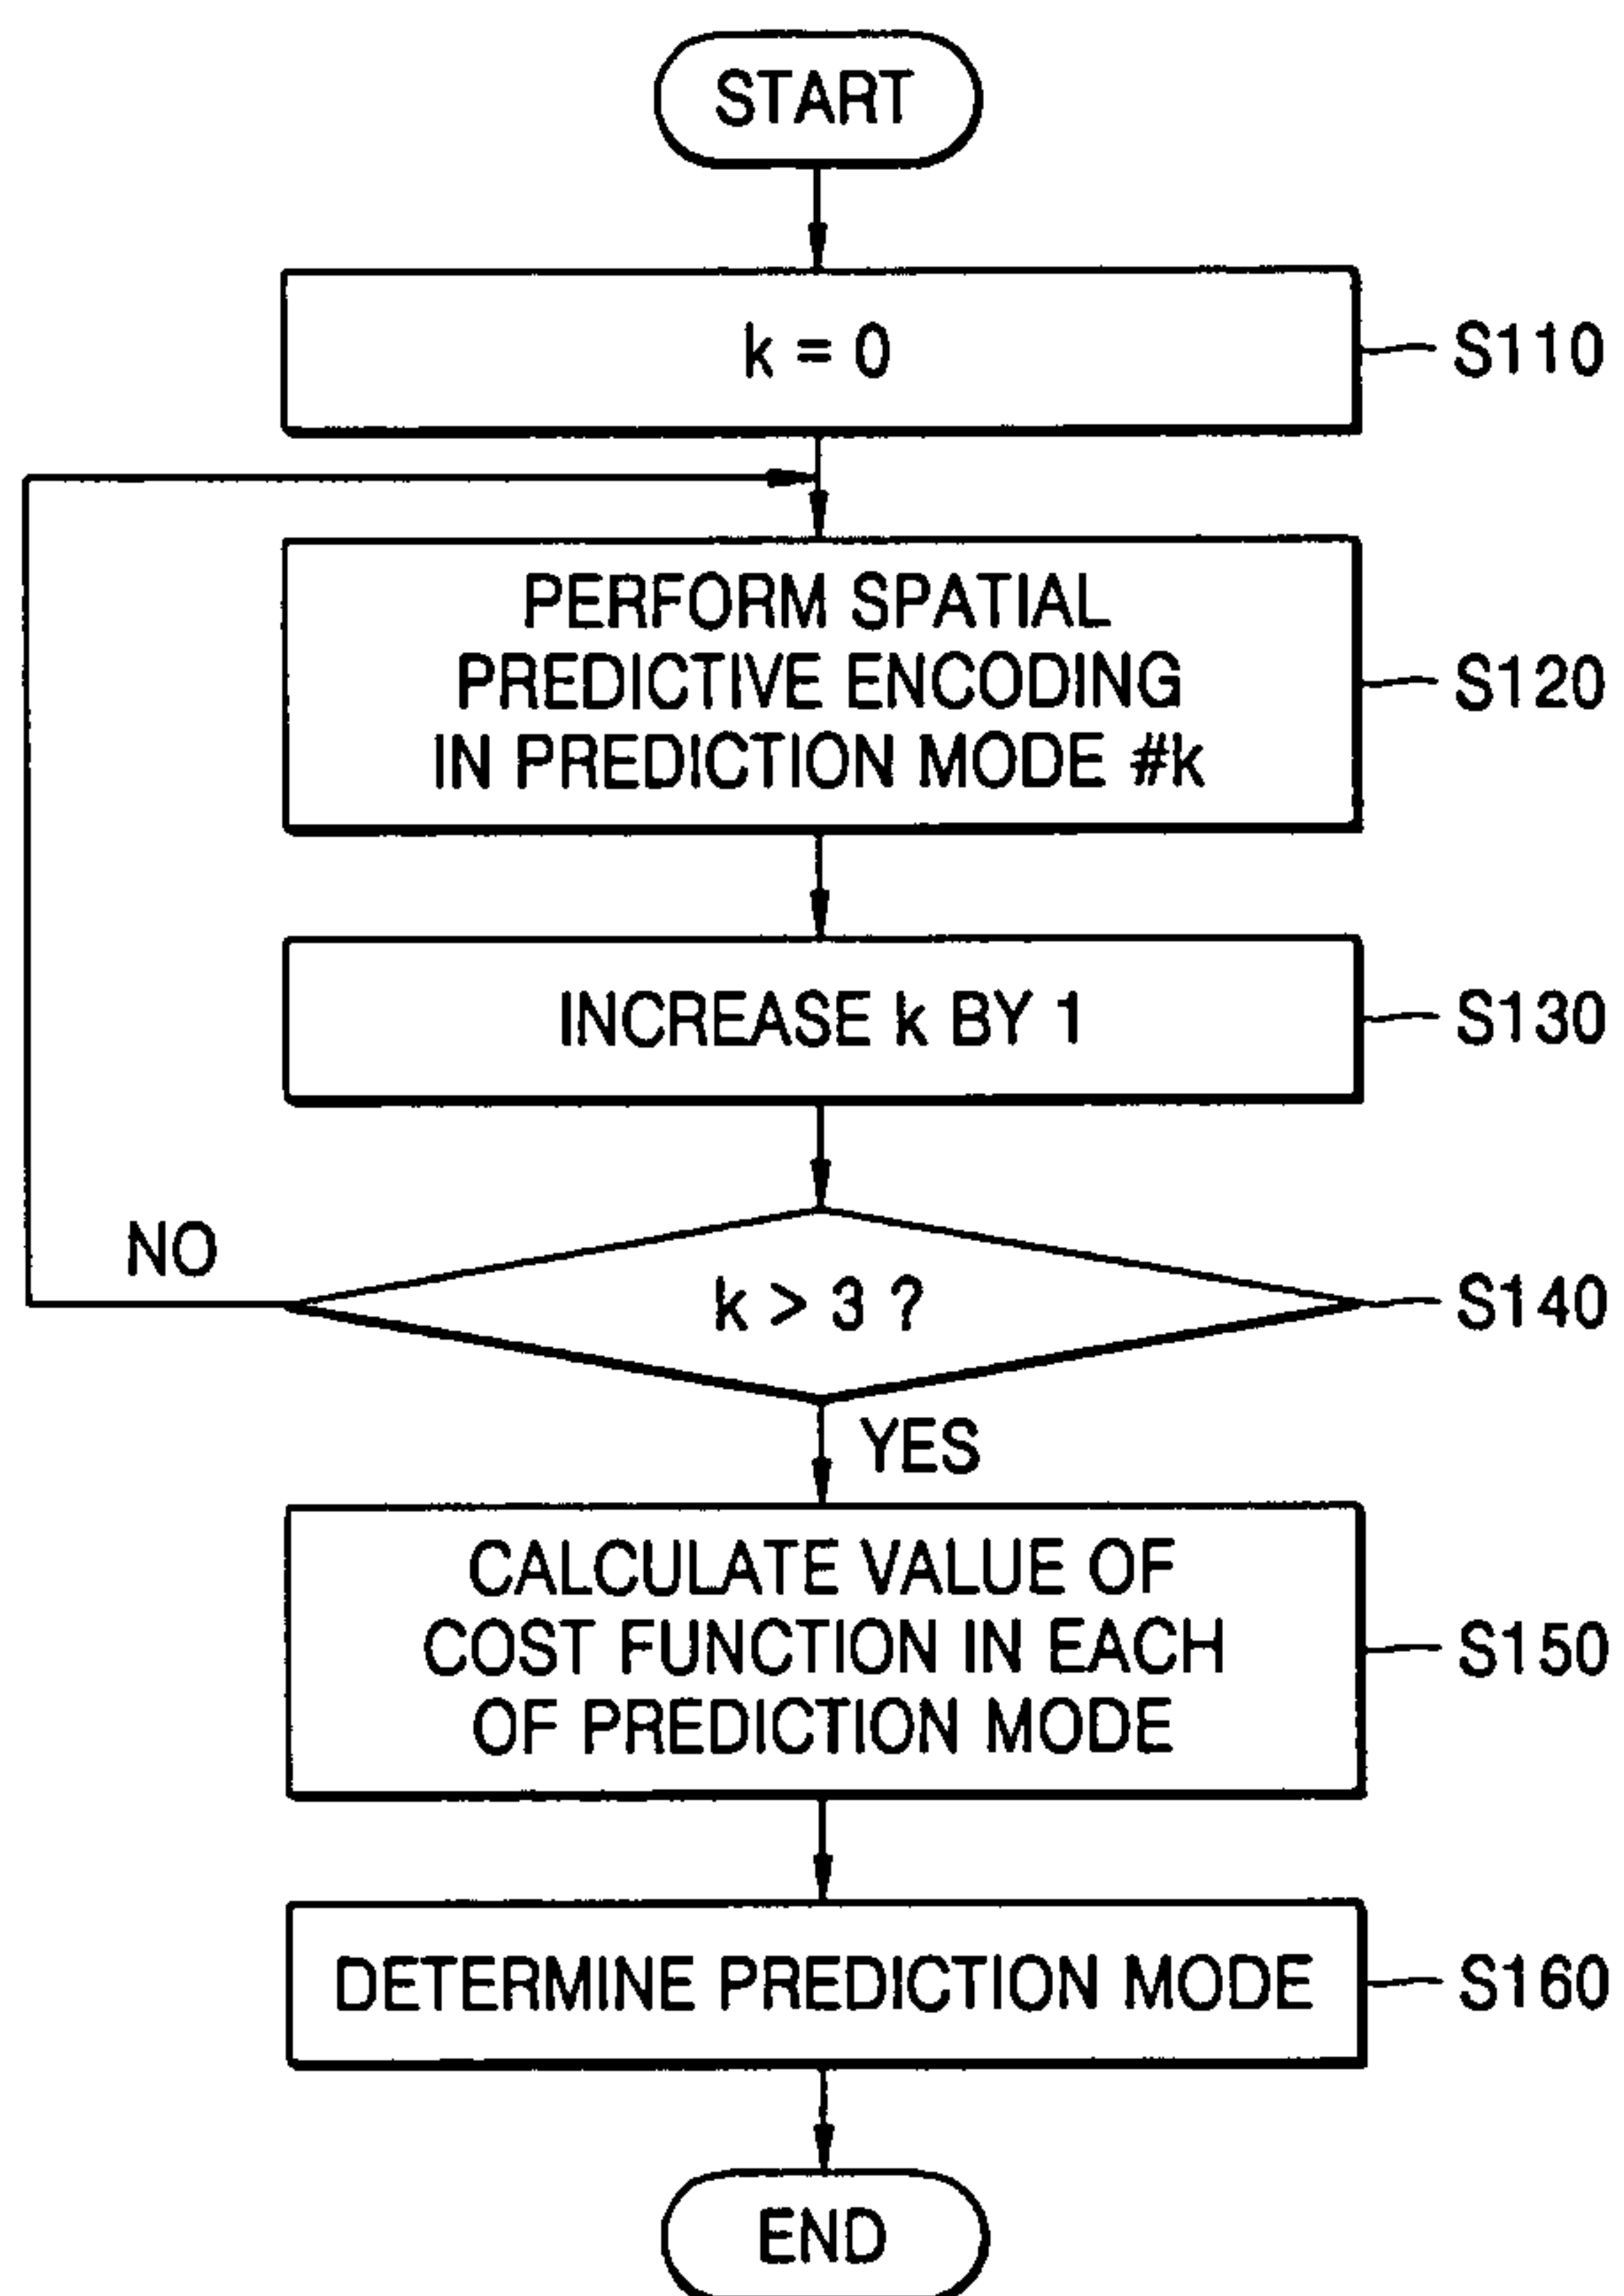 START
k = 0
S110
PERFORM SPATIAL
PREDICTIVE ENCODING
IN PREDICTION MODE #k
S120
INCREASE k BY 1
S130
NO
k > 3 ?
S140
YES
CALCULATE VALUE OF
COST FUNCTION IN EACH
OF PREDICTION MODE
S150
DETERMINE PREDICTION MODE
S160
END